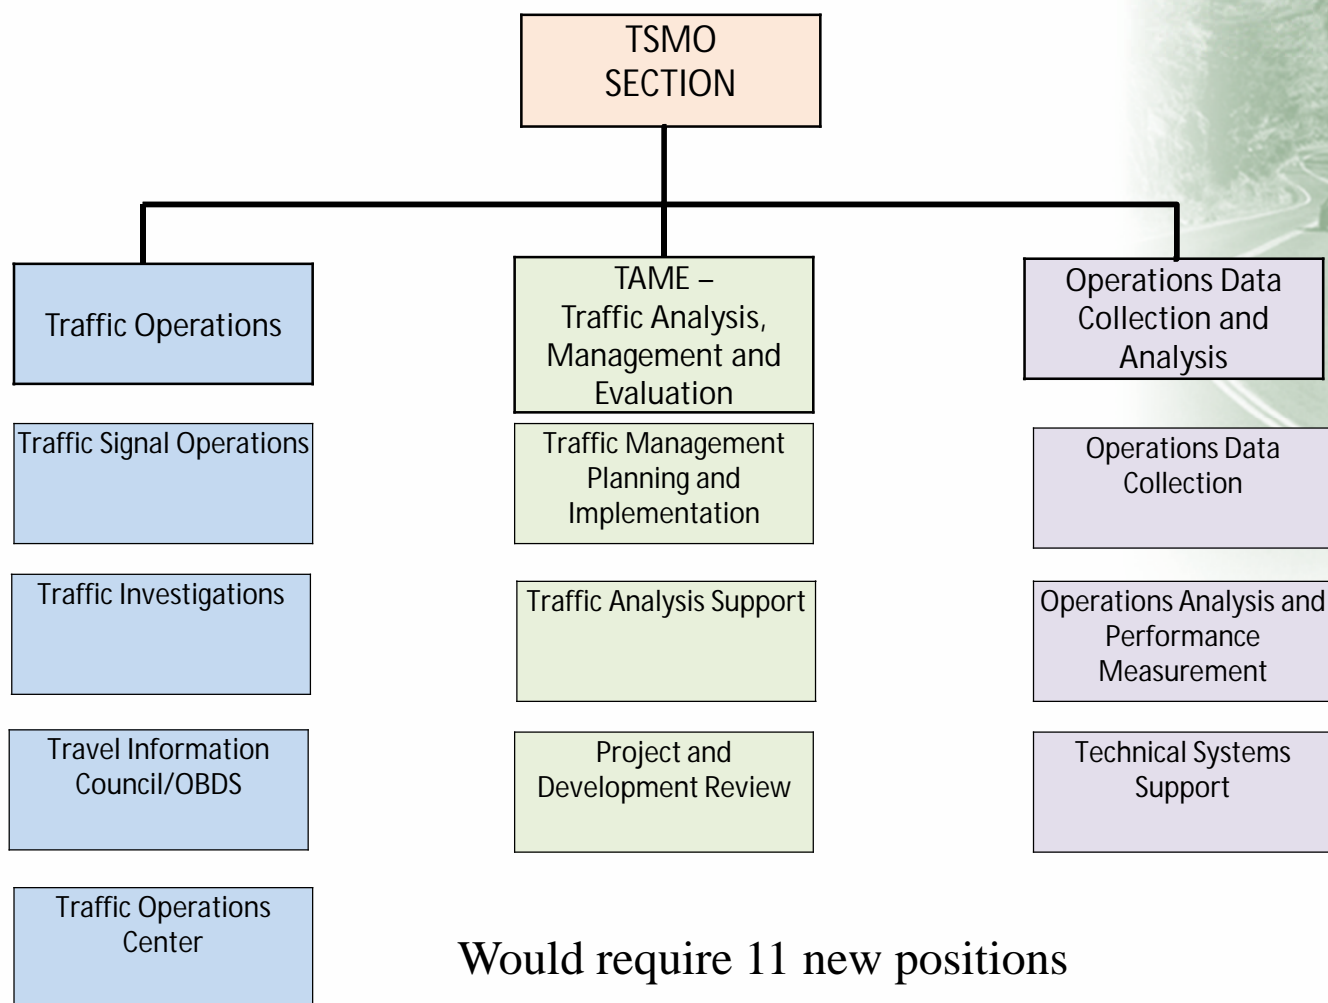 TSMO
SECTION
Traffic Operations
TAME –
Traffic Analysis,
Management and
Evaluation
Operations Data
Collection and
Analysis
Traffic Signal Operations
Traffic Management
Planning and
Implementation
Operations Data
Collection
Traffic Investigations
Traffic Analysis Support
Operations Analysis and
Performance
Measurement
Travel Information
Council/OBDS
Project and
Development Review
Technical Systems
Support
Traffic Operations
Center
Would require 11 new positions